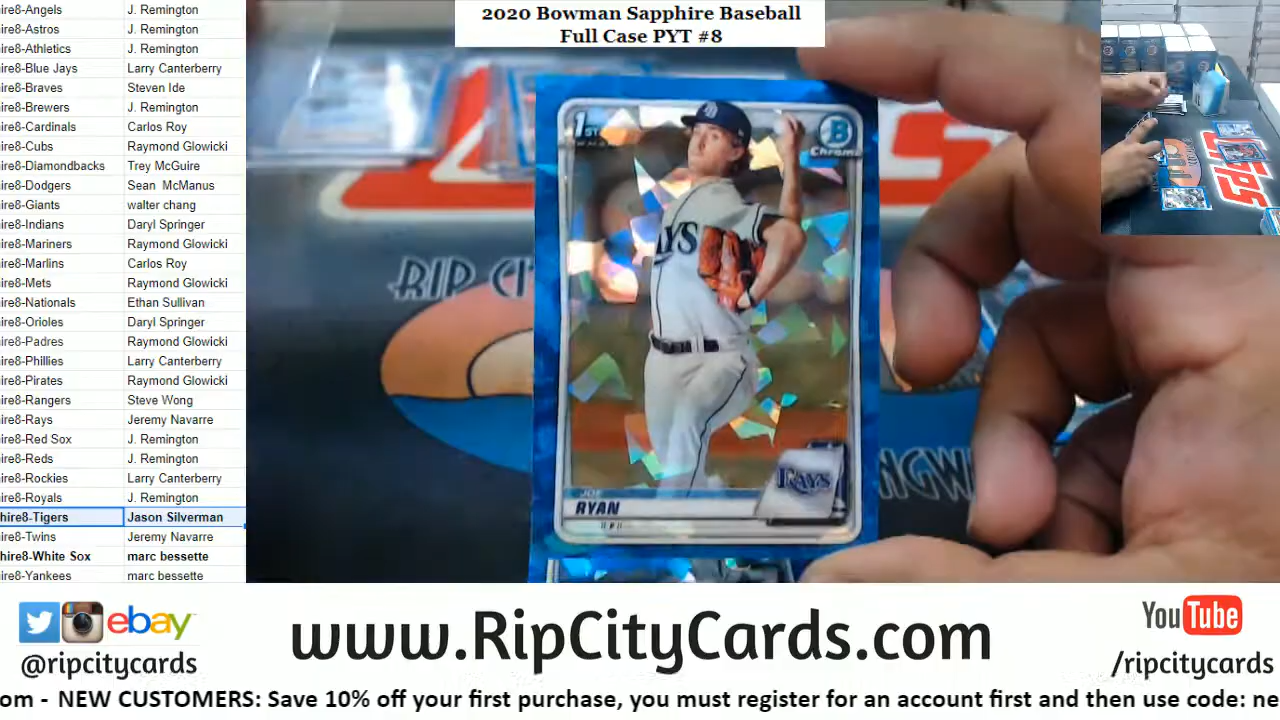 2020 Bowman Sapphire Baseball
Full Case PYT #8
ire8-Angels J. Remington
ire8-Astros J. Remington
ire8-Athletics J. Remington
ire8-Blue Jays Larry Canterberry
ire8-Braves Steven Ide
ire8-Brewers J. Remington
ire8-Cardinals Carlos Roy
ire8-Cubs Raymond Glowicki
ire8-Diamondbacks Trey McGuire
ire8-Dodgers Sean McManus
ire8-Giants walter chang
ire8-Indians Daryl Springer
ire8-Mariners Raymond Glowicki
ire8-Marlins Carlos Roy
ire8-Mets Raymond Glowicki
ire8-Nationals Ethan Sullivan
ire8-Orioles Daryl Springer
ire8-Padres Raymond Glowicki
ire8-Phillies Larry Canterberry
ire8-Pirates Raymond Glowicki
ire8-Rangers Steve Wong
ire8-Rays Jeremy Navarre
ire8-Red Sox J. Remington
ire8-Reds J. Remington
ire8-Rockies Larry Canterberry
ire8-Royals J. Remington
hire8-Tigers Jason Silverman
ire8-Twins Jeremy Navarre
hire8-White Sox marc bessette
ire8-Yankees marc bessette
1ST
B
Chrome
AYS
RAYS
JOE
RYAN
RIP CI
NGW
ips
ebay
@ripcitycards
www.RipCityCards.com
YouTube
/ripcitycards
om - NEW CUSTOMERS: Save 10% off your first purchase, you must register for an account first and then use code: ne